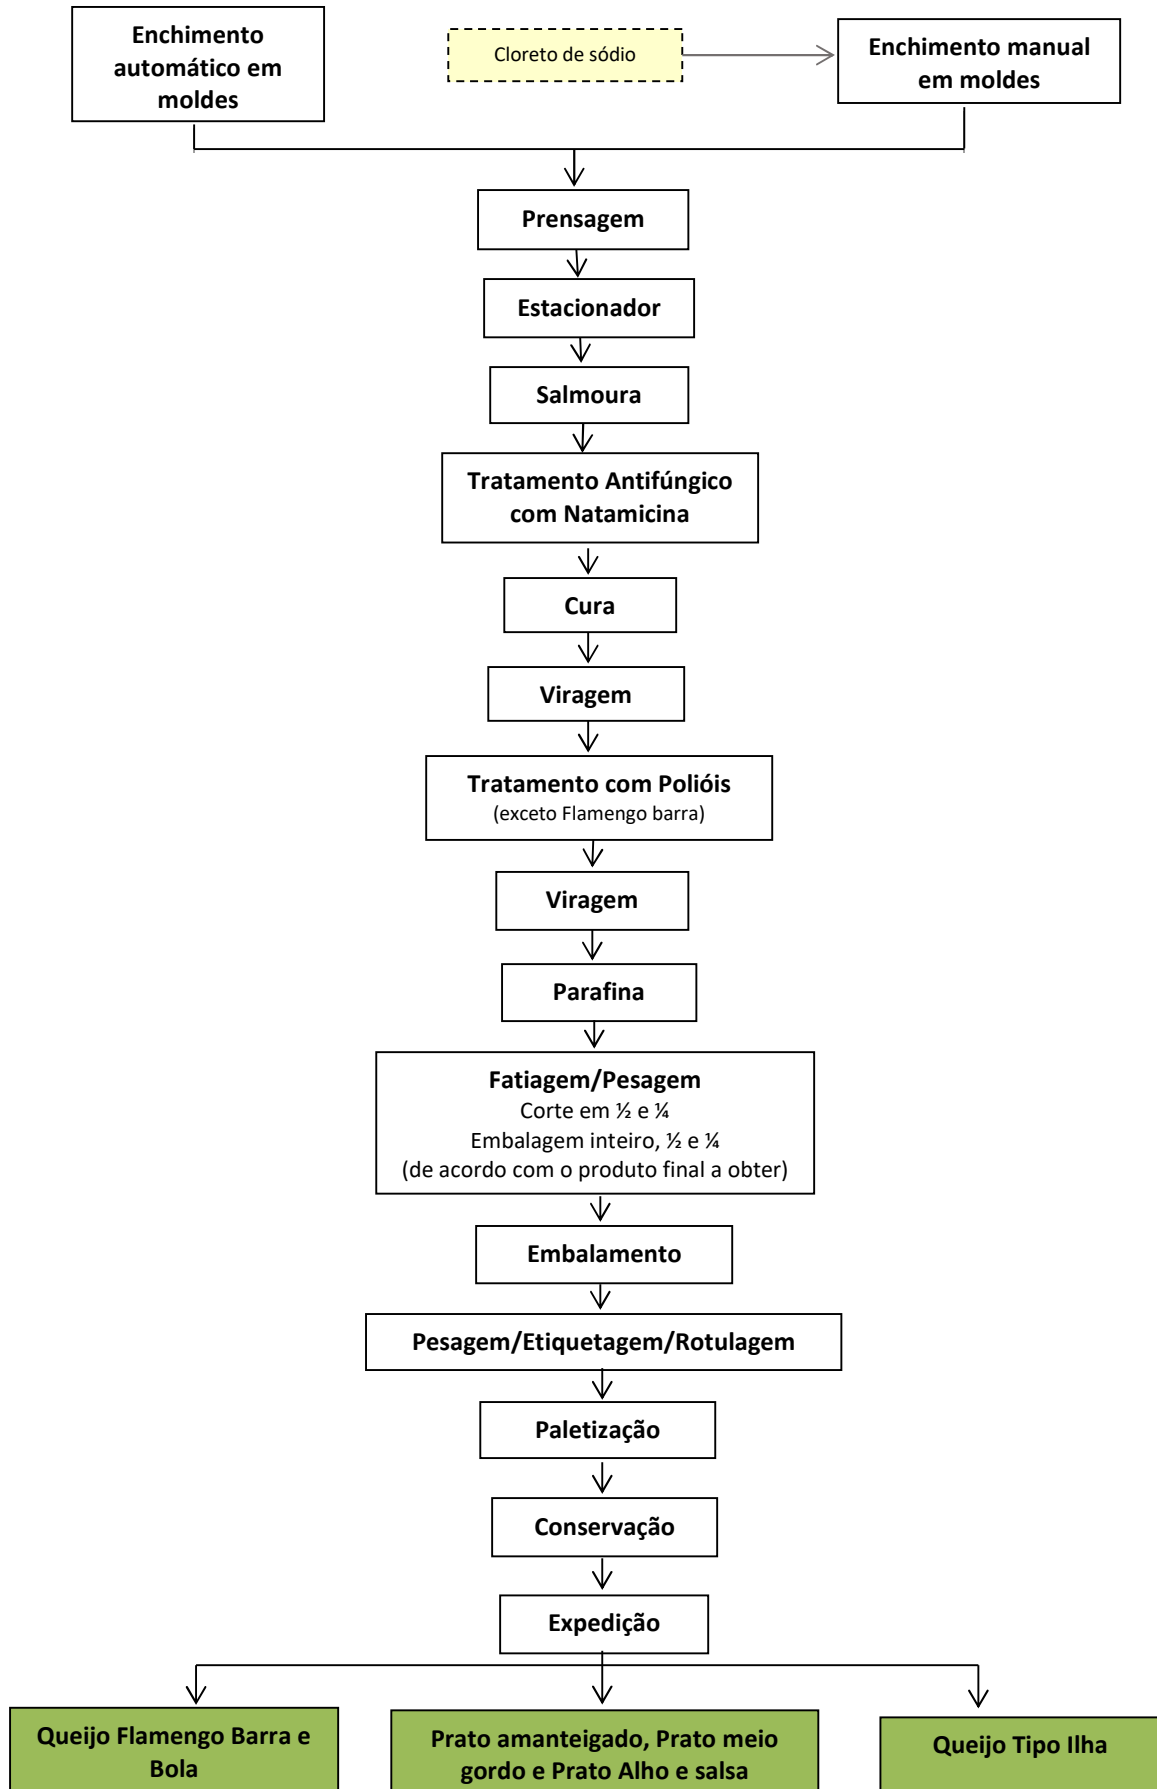 Enchimento
automático em
moldes
Cloreto de sódio
Enchimento manual
em moldes
Prensagem
Estacionador
Salmoura
Tratamento Antifúngico
com Natamicina
Cura
Viragem
Tratamento com Polióis
(exceto Flamengo barra)
Viragem
Parafina
Fatiagem/Pesagem
Corte em ½ e ¼
Embalagem inteiro, ½ e ¼
(de acordo com o produto final a obter)
Embalamento
Pesagem/Etiquetagem/Rotulagem
Paletização
Conservação
Expedição
Queijo Flamengo Barra e
Bola
Prato amanteigado, Prato meio
gordo e Prato Alho e salsa
Queijo Tipo Ilha